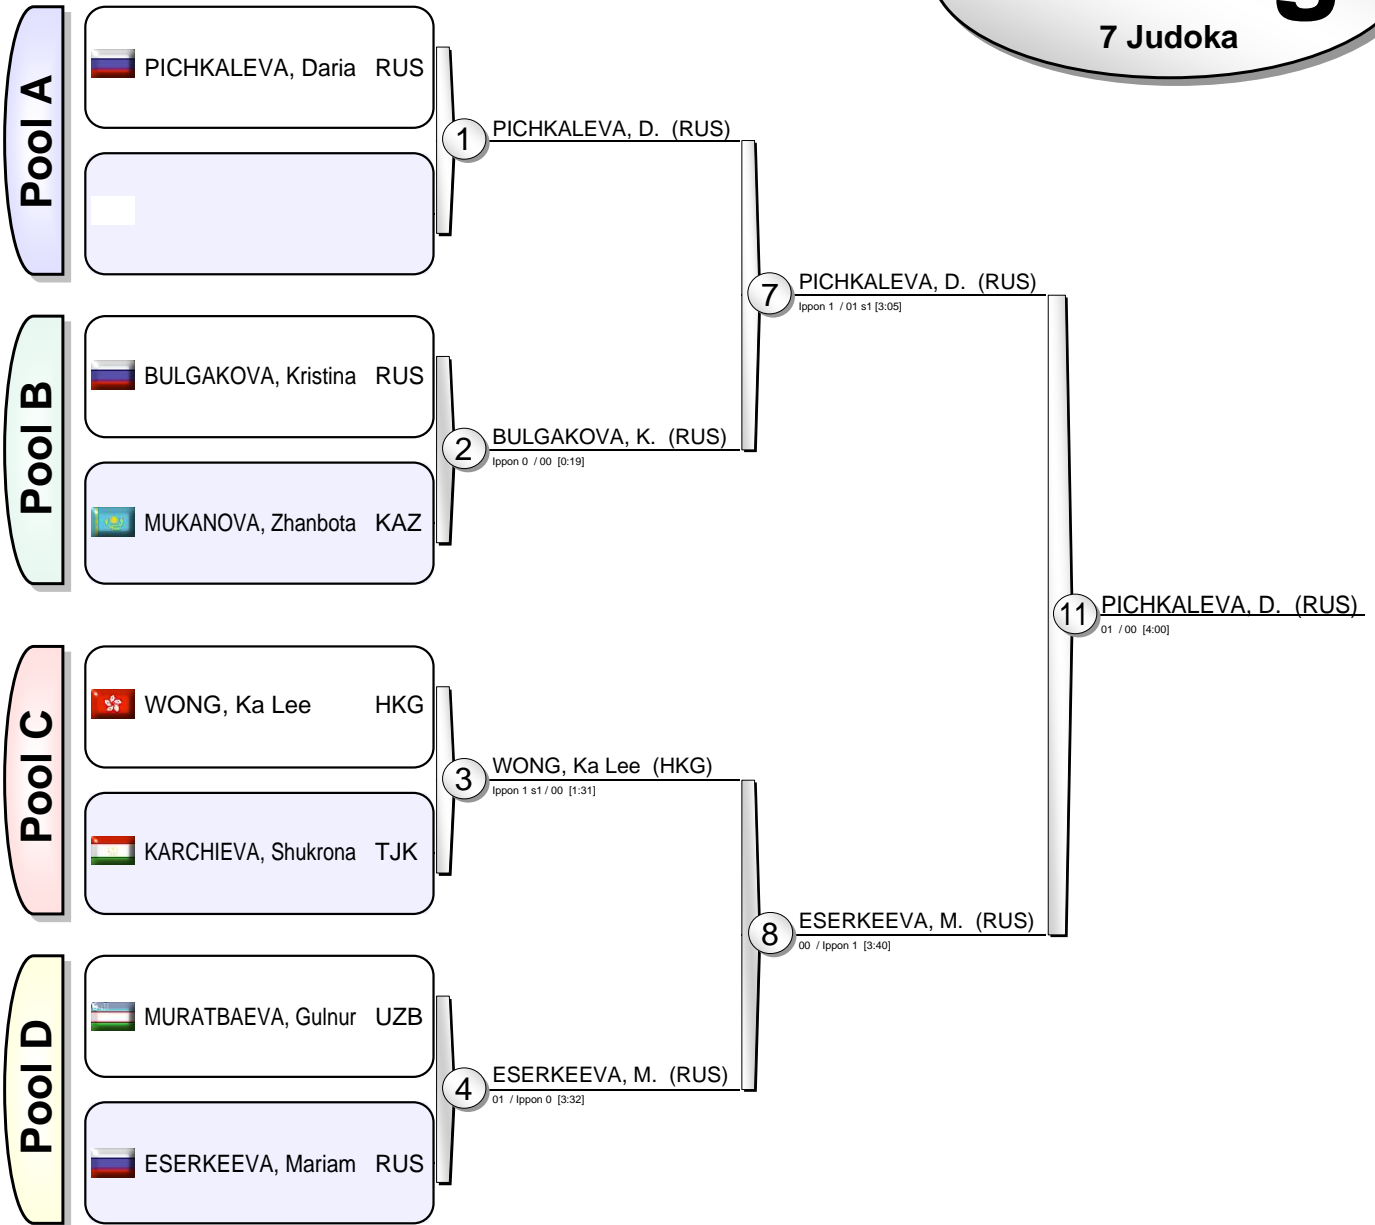 7 Judoka
Pool A
PICHKALEVA, Daria RUS
1
PICHKALEVA, D. (RUS)
Pool B
BULGAKOVA, Kristina RUS
MUKANOVA, Zhanbota KAZ
2
BULGAKOVA, K. (RUS)
Ippon 0 / 00 [0:19]
7
PICHKALEVA, D. (RUS)
Ippon 1 / 01 s1 [3:05]
Pool C
WONG, Ka Lee HKG
KARCHIEVA, Shukrona TJK
3
WONG, Ka Lee (HKG)
Ippon 1 s1 / 00 [1:31]
Pool D
MURATBAEVA, Gulnur UZB
ESERKEEVA, Mariam RUS
4
ESERKEEVA, M. (RUS)
01 / Ippon 0 [3:32]
8
ESERKEEVA, M. (RUS)
00 / Ippon 1 [3:40]
11
PICHKALEVA, D. (RUS)
01 / 00 [4:00]